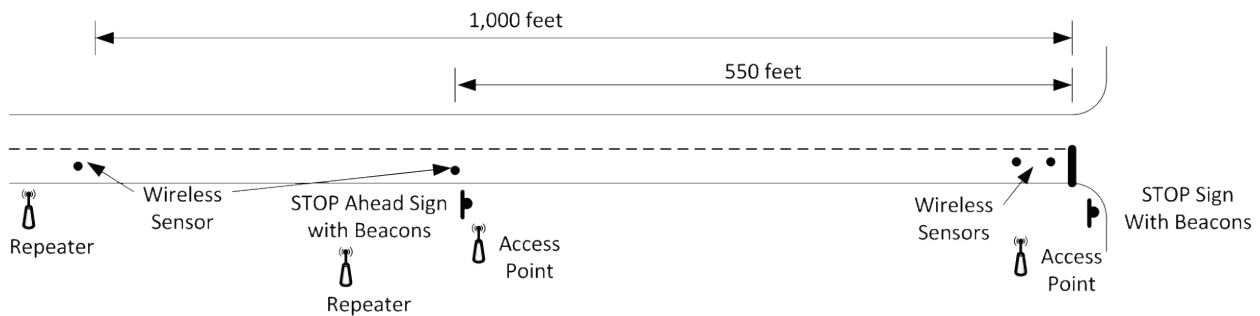 1,000 feet
550 feet
Wireless
Sensor
Repeater
STOP Ahead Sign
with Beacons
Repeater
Access
Point
Wireless
Sensors
Access
Point
STOP Sign
With Beacons